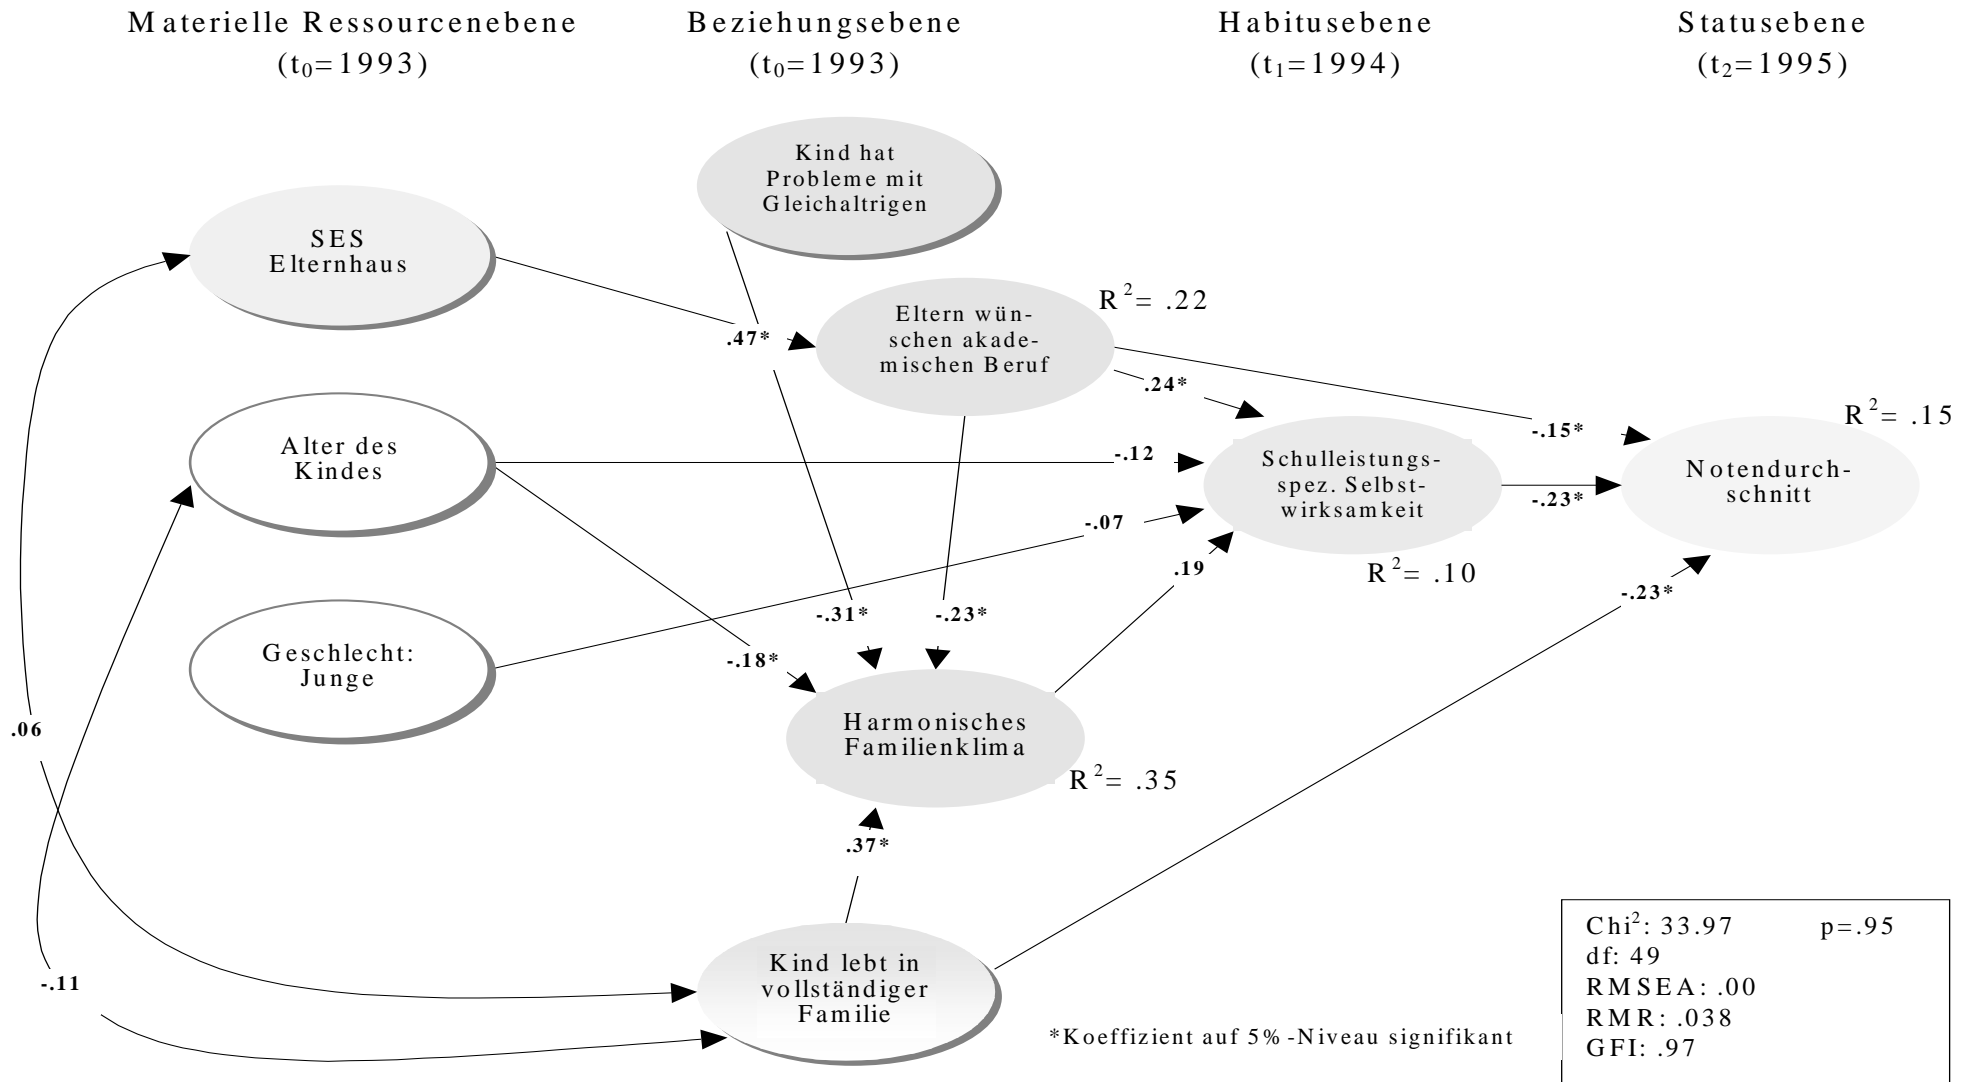 Materielle Ressourcenebene
(t₀=1993)
Beziehungsebene
(t₀=1993)
Habitusebene
(t₁=1994)
Statusebene
(t₂=1995)
Kind hat
Probleme mit
Gleichaltrigen
SES
Elternhaus
R²= .22
Eltern wün-
schen akade-
mischen Beruf
.47*
.24*
R²= .15
-.15*
Alter des
Kindes
-.12
Schulleistungs-
spez. Selbst-
wirksamkeit
Notendurch-
schnitt
-.23*
-.07
R²= .10
.19
-.23*
-.31*
-.23*
Geschlecht:
Junge
-.18*
.06
Harmonisches
Familienklima
R²= .35
.37*
-.11
Kind lebt in
vollständiger
Familie
*Koeffizient auf 5%-Niveau signifikant
Chi²: 33.97 p=.95
df: 49
RMSEA: .00
RMR: .038
GFI: .97